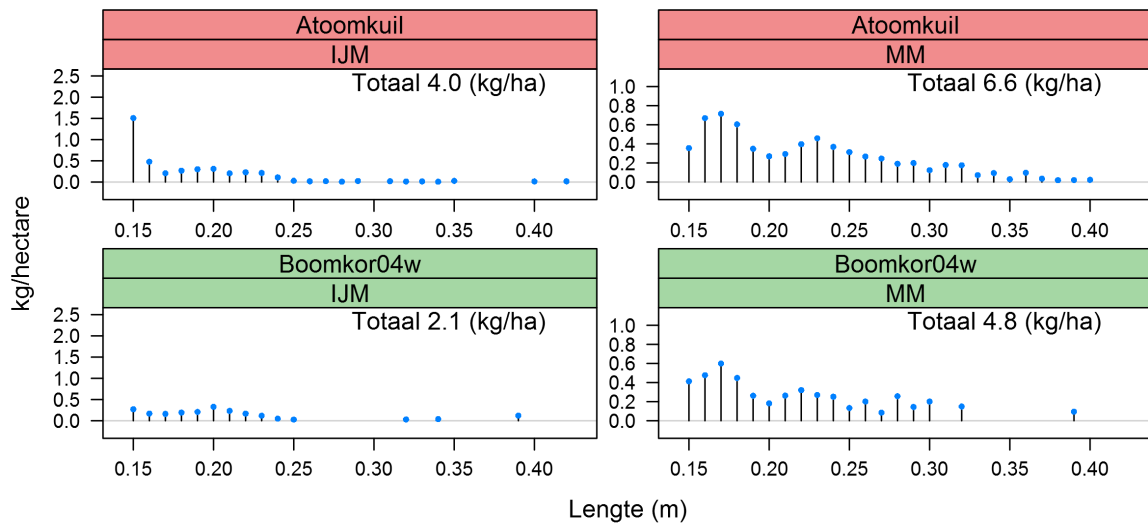 Atoomkuil
IJM
Totaal 4.0 (kg/ha)
2.5
2.0
1.5
1.0
0.5
0.0
0.15 0.20 0.25 0.30 0.35 0.40
Atoomkuil
MM
Totaal 6.6 (kg/ha)
1.0
0.8
0.6
0.4
0.2
0.0
0.15 0.20 0.25 0.30 0.35 0.40
Boomkor04w
IJM
Totaal 2.1 (kg/ha)
2.5
2.0
1.5
1.0
0.5
0.0
0.15 0.20 0.25 0.30 0.35 0.40
Boomkor04w
MM
Totaal 4.8 (kg/ha)
1.0
0.8
0.6
0.4
0.2
0.0
0.15 0.20 0.25 0.30 0.35 0.40
kg/hectare
Lengte (m)